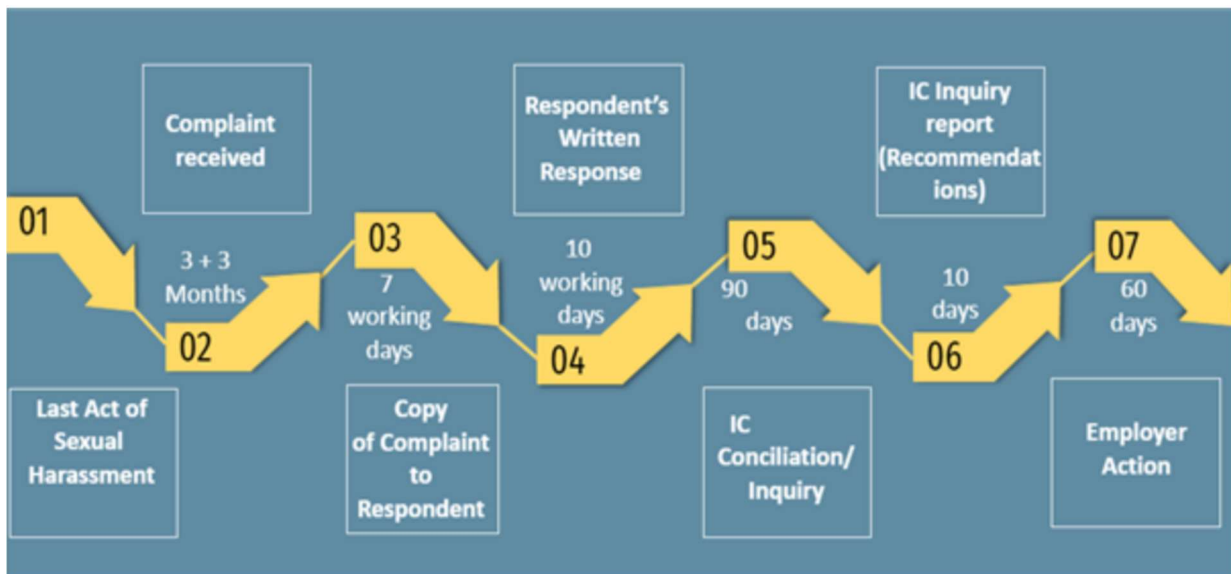 01
Last Act of
Sexual
Harassment
Complaint
received
3 + 3
Months
02
03
7
working
days
Copy
of Complaint
to
Respondent
Respondent's
Written
Response
10
working
days
04
05
90
days
IC
Conciliation/
Inquiry
IC Inquiry
report
(Recommendat
ions)
10
days
06
07
60
days
Employer
Action